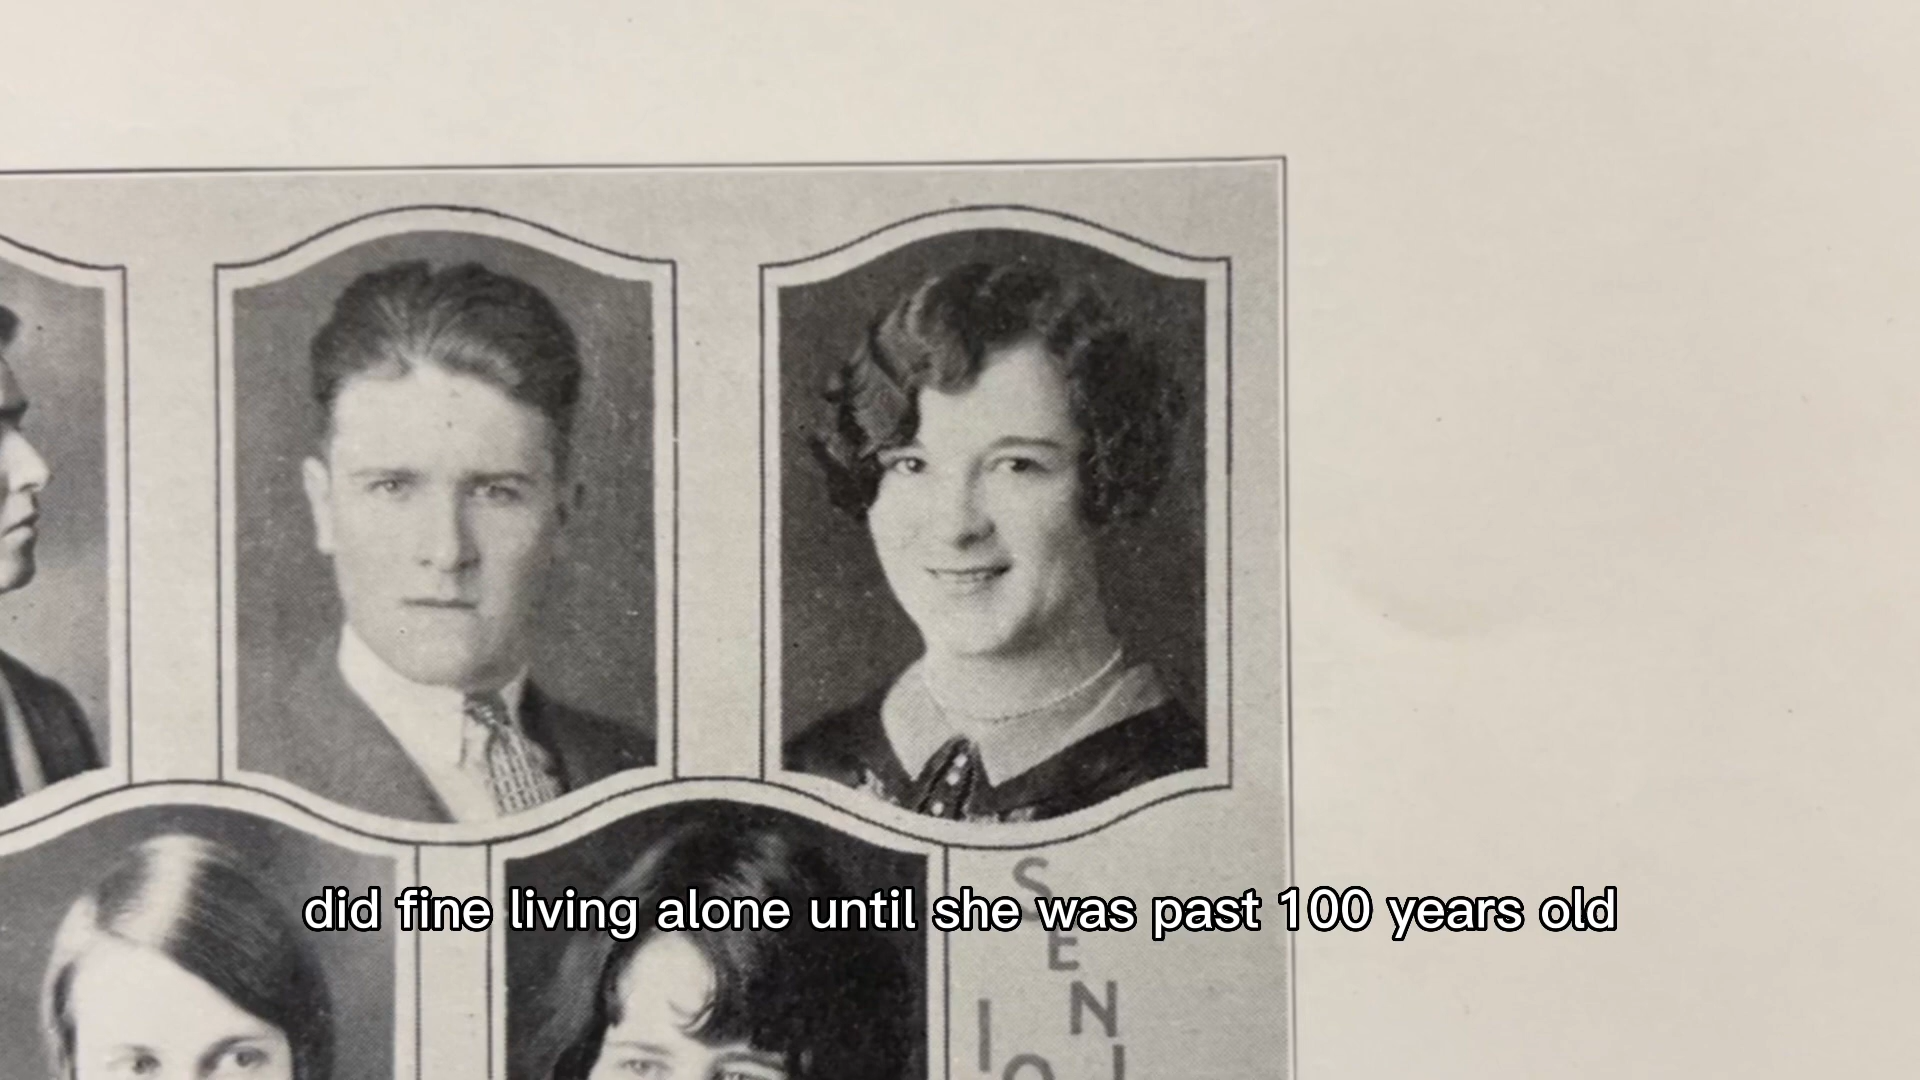 did fine living alone until she was past 100 years old
S
E
N
I
I
O